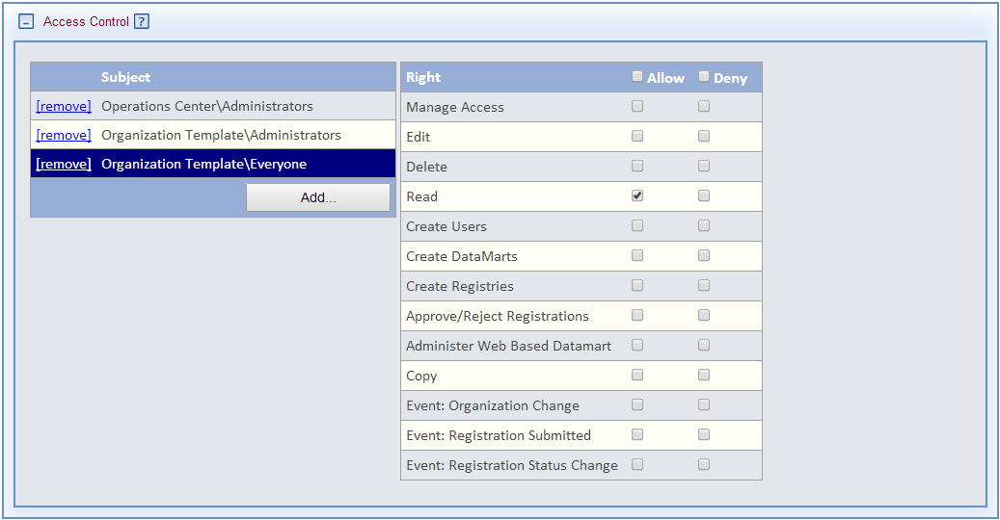 Access Control ?
Subject
[remove] Operations Center\Administrators
[remove] Organization Template\Administrators
[remove] Organization Template\Everyone
Add...
Right Allow Deny
Manage Access
Edit
Delete
Read
Create Users
Create DataMarts
Create Registries
Approve/Reject Registrations
Administer Web Based Datamart
Copy
Event: Organization Change
Event: Registration Submitted
Event: Registration Status Change